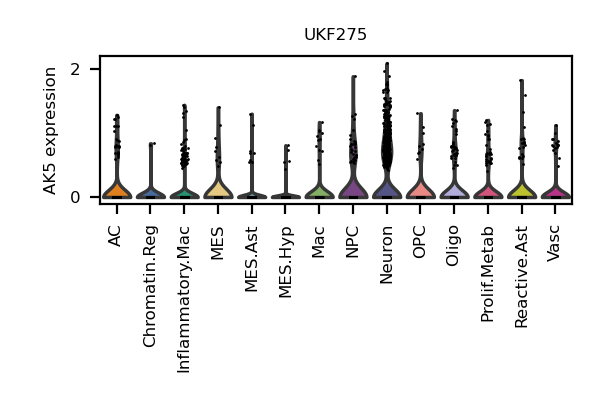 UKF275
AK5 expression
2
0
AC
Chromatin.Reg
Inflammatory.Mac
MES
MES.Ast
MES.Hyp
Mac
NPC
Neuron
OPC
Oligo
Prolif.Metab
Reactive.Ast
Vasc